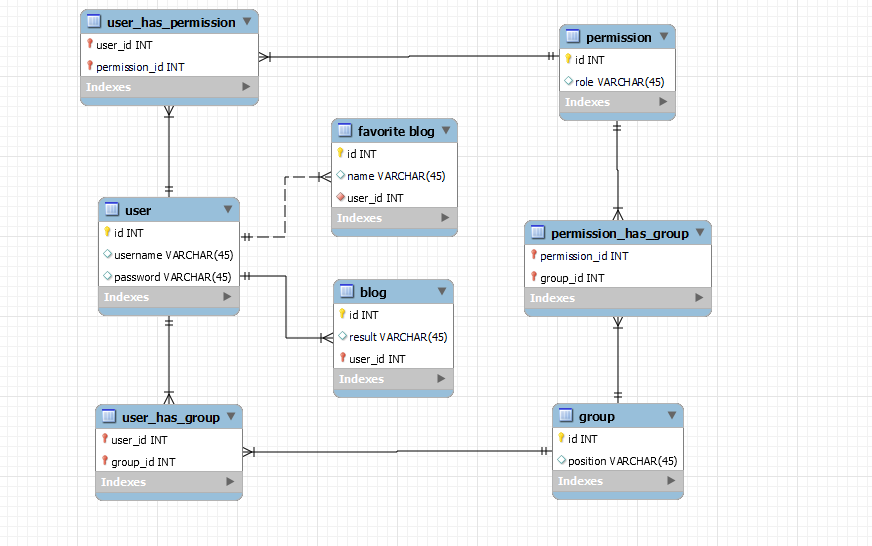 user_has_permission
user_id INT
permission_id INT
Indexes
permission
id INT
role VARCHAR(45)
Indexes
favorite blog
id INT
name VARCHAR(45)
user_id INT
Indexes
user
id INT
username VARCHAR(45)
password VARCHAR(45)
Indexes
permission_has_group
permission_id INT
group_id INT
Indexes
blog
id INT
result VARCHAR(45)
user_id INT
Indexes
user_has_group
user_id INT
group_id INT
Indexes
group
id INT
position VARCHAR(45)
Indexes